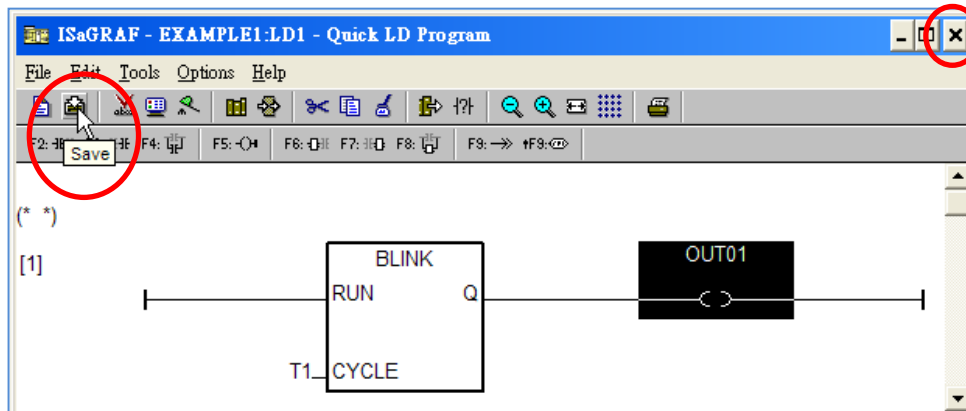 ISaGRAF - EXAMPLE1:LD1 - Quick LD Program
File Edit Tools Options Help
F2: F4: F5: F6: F7: F8: F9: F9:
Save
(* *)
[1]
BLINK
OUT01
RUN Q
T1 CYCLE